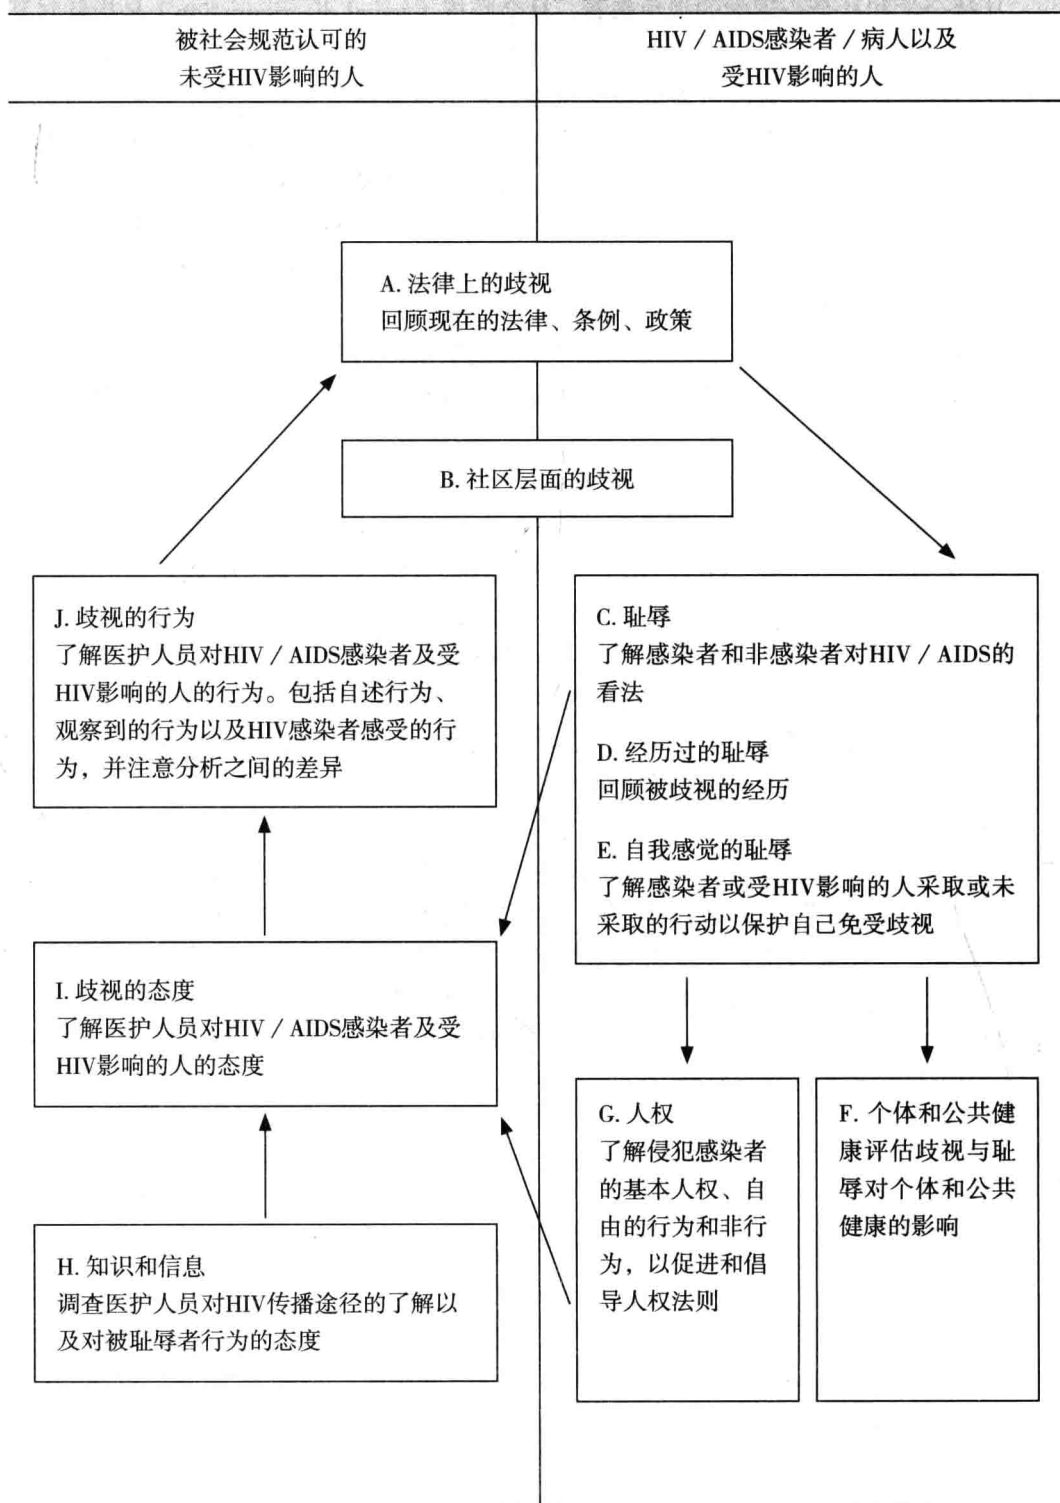 被社会规范认可的
未受HIV影响的人
HIV／AIDS感染者／病人以及
受HIV影响的人
A. 法律上的歧视
回顾现在的法律、条例、政策
B. 社区层面的歧视
J. 歧视的行为
了解医护人员对HIV／AIDS感染者及受
HIV影响的人的行为。包括自述行为、
观察到的行为以及HIV感染者感受的行
为，并注意分析之间的差异
C. 耻辱
了解感染者和非感染者对HIV／AIDS的
看法
D. 经历过的耻辱
回顾被歧视的经历
E. 自我感觉的耻辱
了解感染者或受HIV影响的人采取或未
采取的行动以保护自己免受歧视
I. 歧视的态度
了解医护人员对HIV／AIDS感染者及受
HIV影响的人的态度
G. 人权
了解侵犯感染者
的基本人权、自
由的行为和非行
为，以促进和倡
导人权法则
F. 个体和公共健
康评估歧视与耻
辱对个体和公共
健康的影响
H. 知识和信息
调查医护人员对HIV传播途径的了解以
及对被耻辱者行为的态度